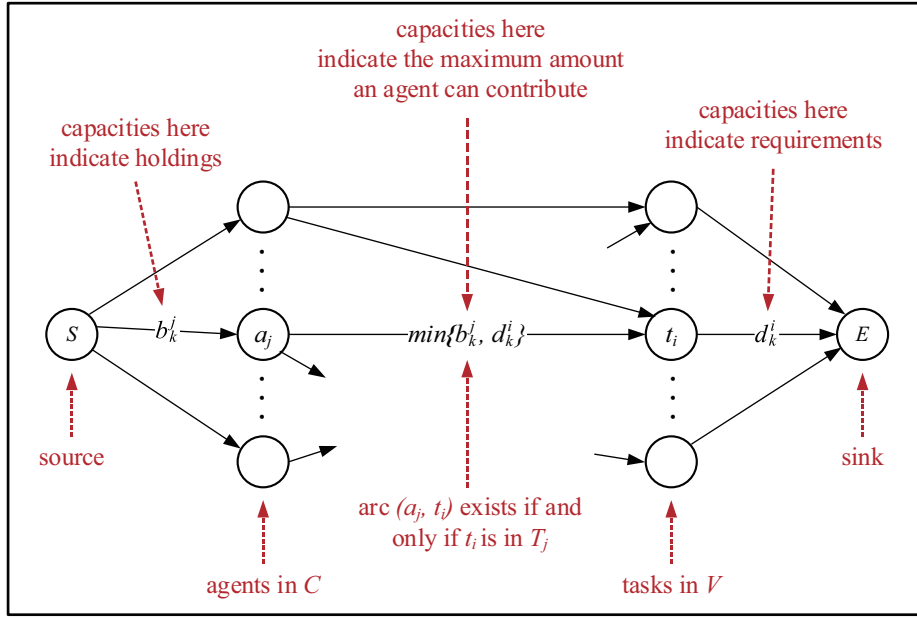 capacities here
indicate the maximum amount
an agent can contribute
capacities here
indicate holdings
capacities here
indicate requirements
S
b_k^j
a_j
min{b_k^j, d_k^i}
t_i
d_k^i
E
source
sink
arc (a_j, t_i) exists if and
only if t_i is in T_j
agents in C
tasks in V